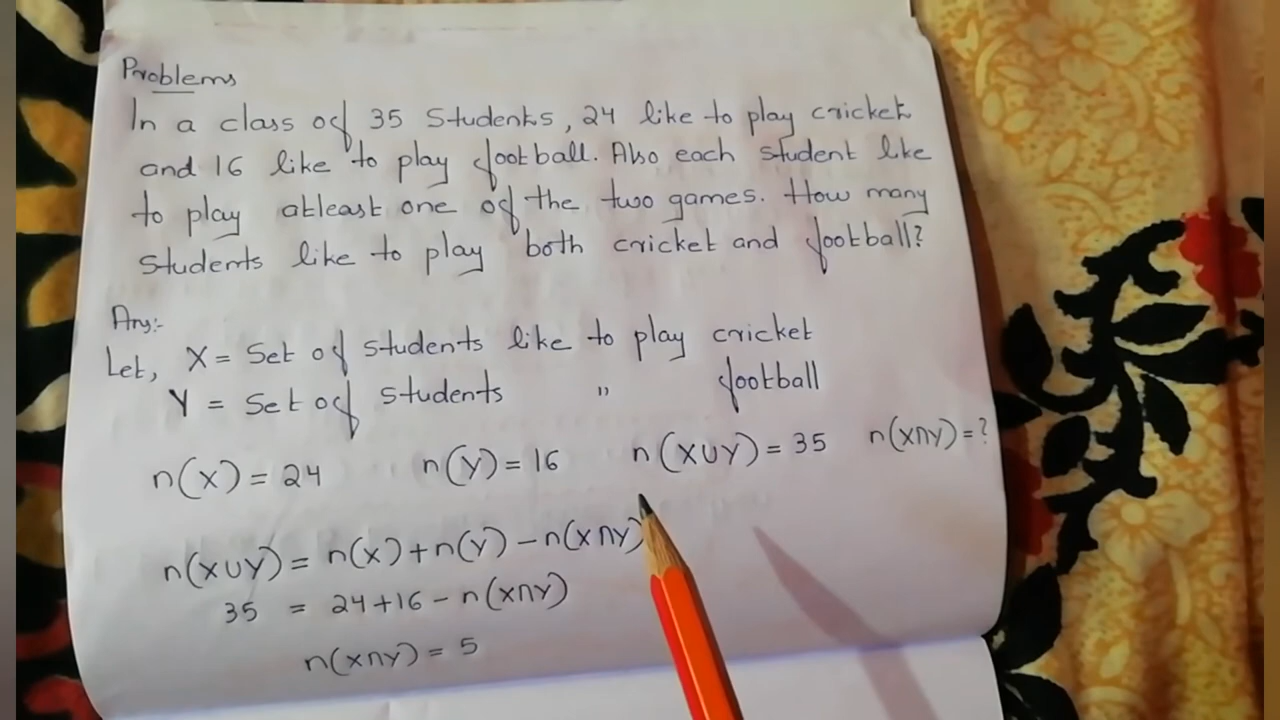 Problems
In a class of 35 Students, 24 like to play cricket
and 16 like to play football. Also each student like
to play atleast one of the two games. How many
students like to play both cricket and football?
Ans:-
Let, X = Set of students like to play cricket
Y = Set of students " football
n(X) = 24 n(Y) = 16 n(X∪Y) = 35 n(X∩Y) = ?
n(X∪Y) = n(X) + n(Y) - n(X∩Y)
35 = 24+16 - n(X∩Y)
n(X∩Y) = 5